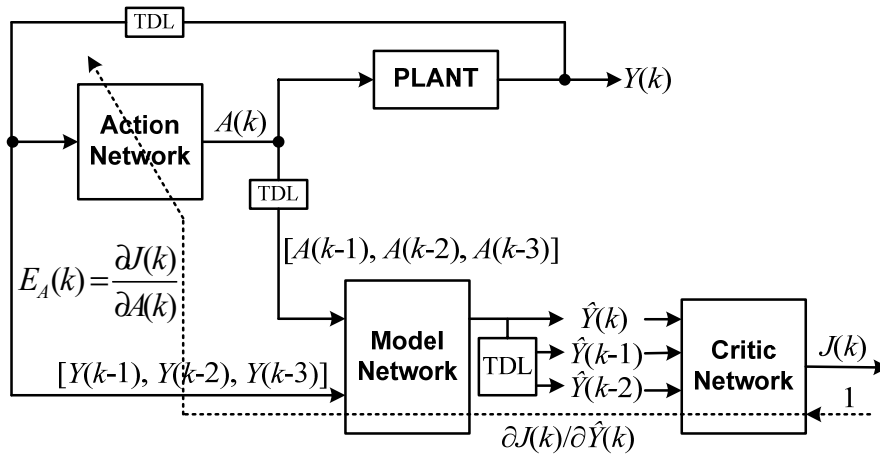 TDL
PLANT
Y(k)
Action
Network
A(k)
TDL
[A(k-1), A(k-2), A(k-3)]
E_A(k) = ∂J(k)/∂A(k)
Model
Network
Ŷ(k)
TDL
Ŷ(k-1)
Ŷ(k-2)
Critic
Network
J(k)
[Y(k-1), Y(k-2), Y(k-3)]
1
∂J(k)/∂Ŷ(k)